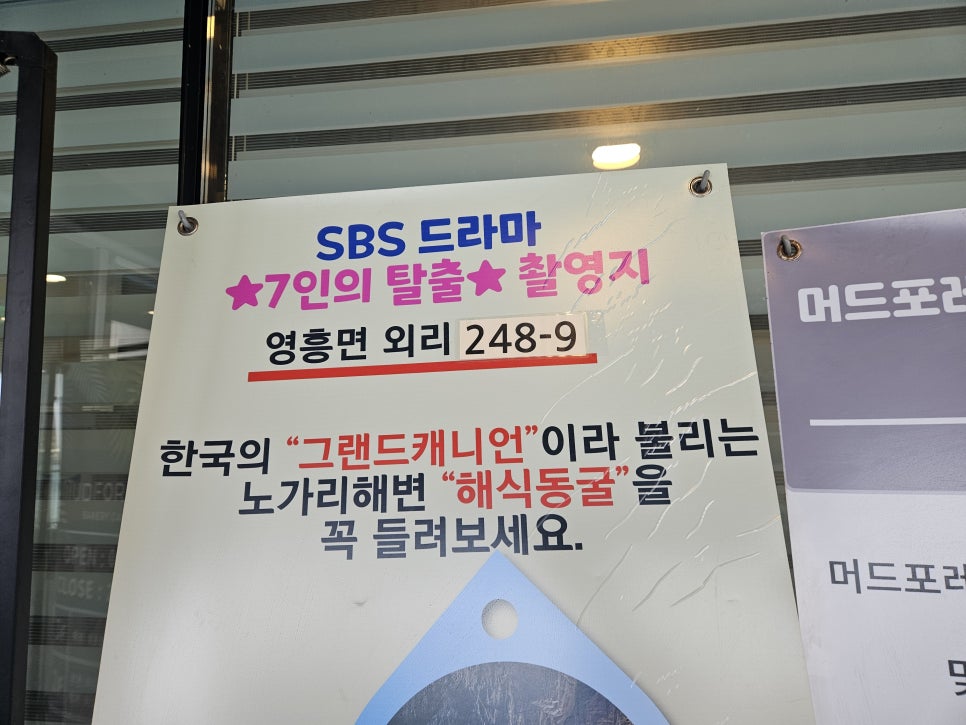 SBS 드라마
★7인의 탈출★ 촬영지
영흥면 외리 248-9
한국의 “그랜드캐니언”이라 불리는
노가리해변 “해식동굴”을
꼭 들려보세요.
머드포레
머드포레